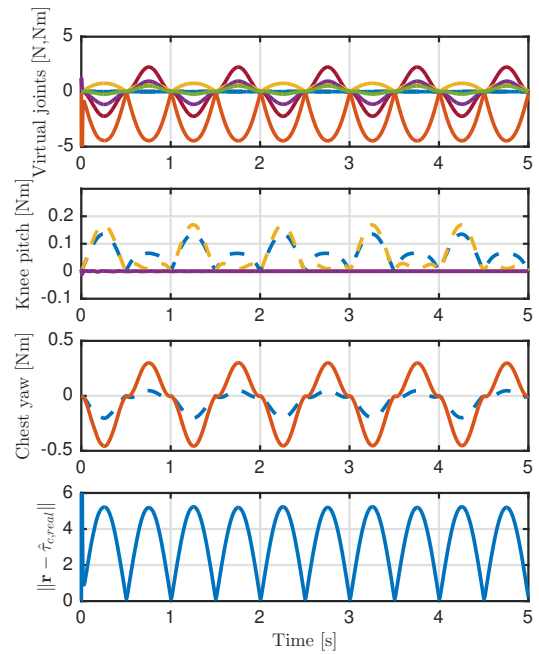 Virtual joints [N,Nm]
5
0
-5
0 1 2 3 4 5
Knee pitch [Nm]
0.2
0.1
0
-0.1
0 1 2 3 4 5
Chest yaw [Nm]
0.5
0
-0.5
0 1 2 3 4 5
||r − τ̂c,real||
6
4
2
0
0 1 2 3 4 5
Time [s]